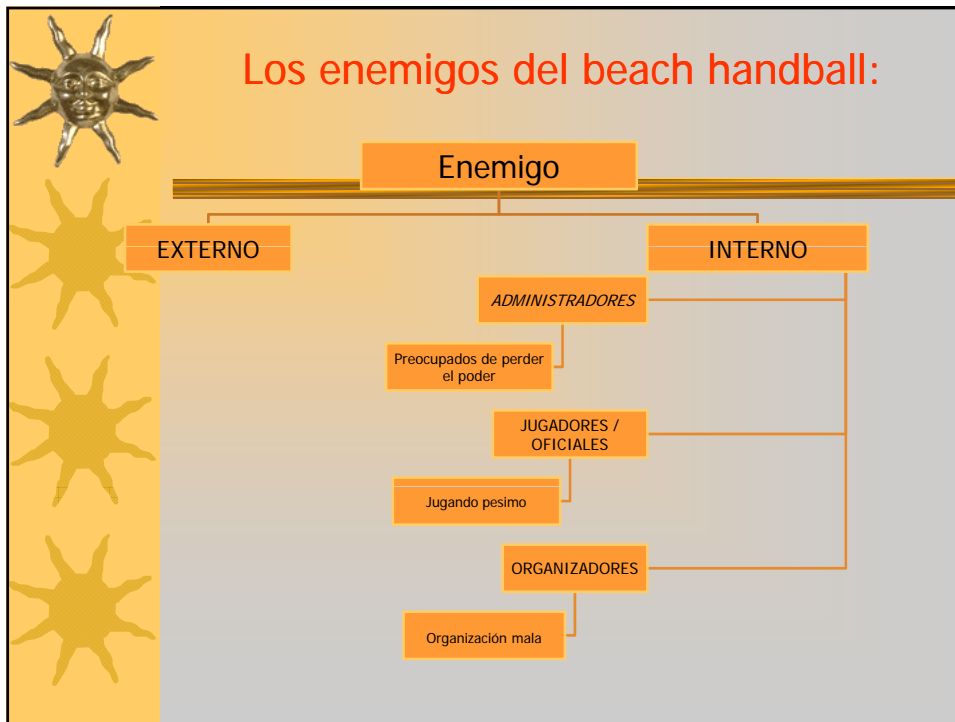 Los enemigos del beach handball:
Enemigo
EXTERNO
INTERNO
ADMINISTRADORES
Preocupados de perder
el poder
JUGADORES /
OFICIALES
Jugando pesimo
ORGANIZADORES
Organización mala